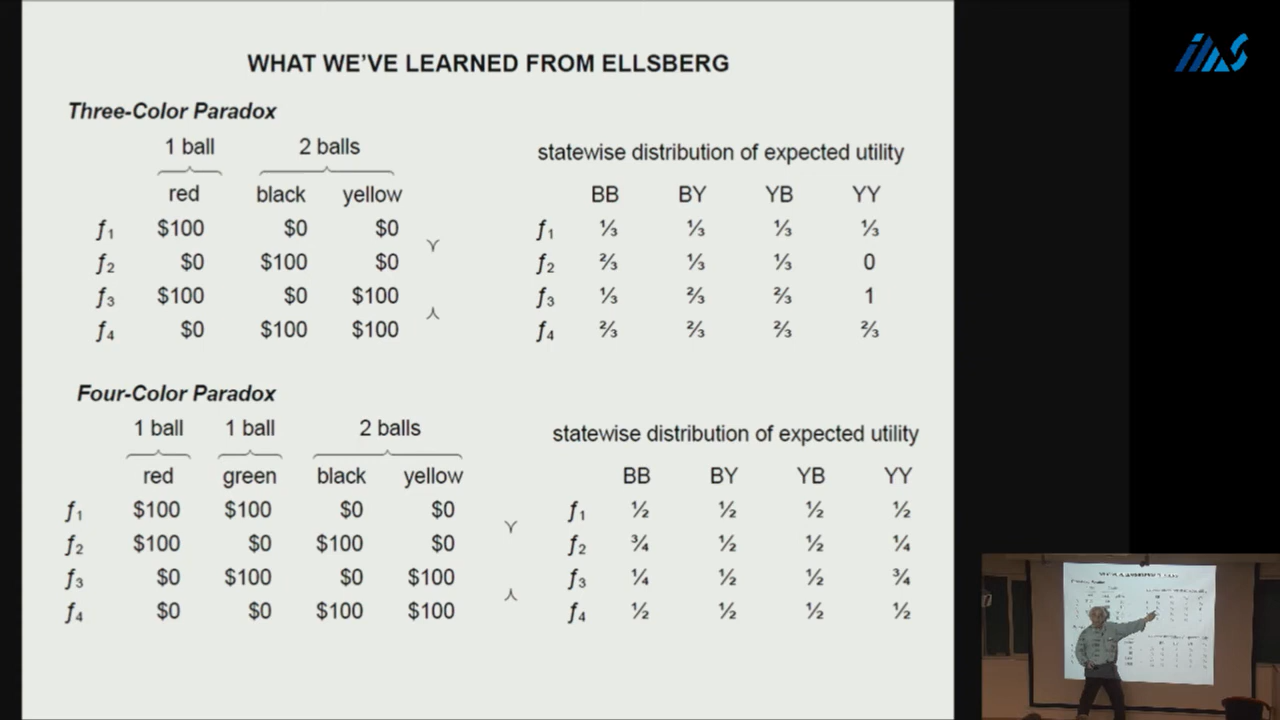 WHAT WE'VE LEARNED FROM ELLSBERG
Three-Color Paradox
1 ball 2 balls
red black yellow
f₁ $100 $0 $0
f₂ $0 $100 $0
f₃ $100 $0 $100
f₄ $0 $100 $100
statewise distribution of expected utility
BB BY YB YY
f₁ ⅓ ⅓ ⅓ ⅓
f₂ ⅔ ⅓ ⅓ 0
f₃ ⅓ ⅔ ⅔ 1
f₄ ⅔ ⅔ ⅔ ⅔
Four-Color Paradox
1 ball 1 ball 2 balls
red green black yellow
f₁ $100 $100 $0 $0
f₂ $100 $0 $100 $0
f₃ $0 $100 $0 $100
f₄ $0 $0 $100 $100
statewise distribution of expected utility
BB BY YB YY
f₁ ½ ½ ½ ½
f₂ ¾ ½ ½ ¼
f₃ ¼ ½ ½ ¾
f₄ ½ ½ ½ ½